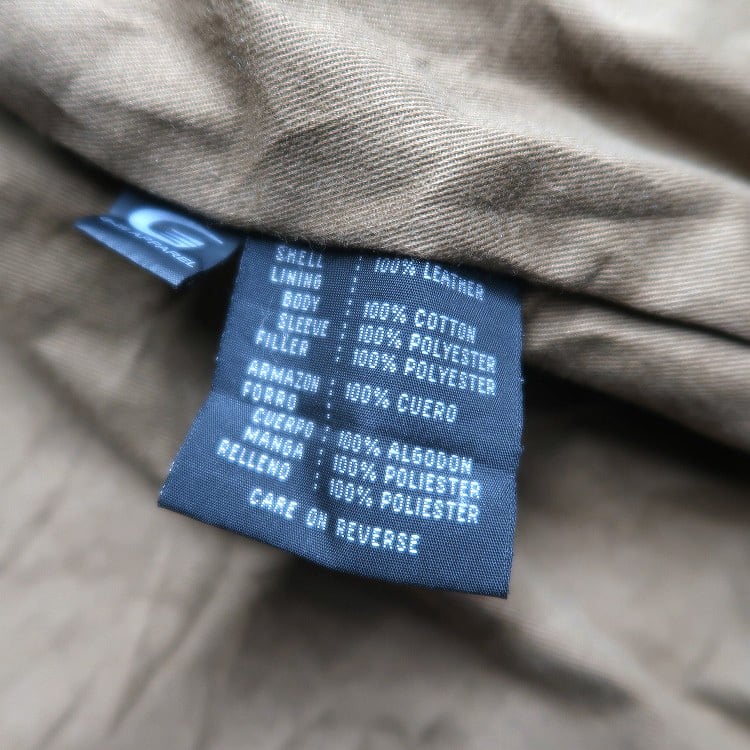 G
APPAREL
SHELL : 100% LEATHER
LINING :
BODY : 100% COTTON
SLEEVE : 100% POLYESTER
FILLER : 100% POLYESTER
ARMAZON : 100% CUERO
FORRO :
CUERPO : 100% ALGODON
MANGA : 100% POLIESTER
RELLENO : 100% POLIESTER
CARE ON REVERSE